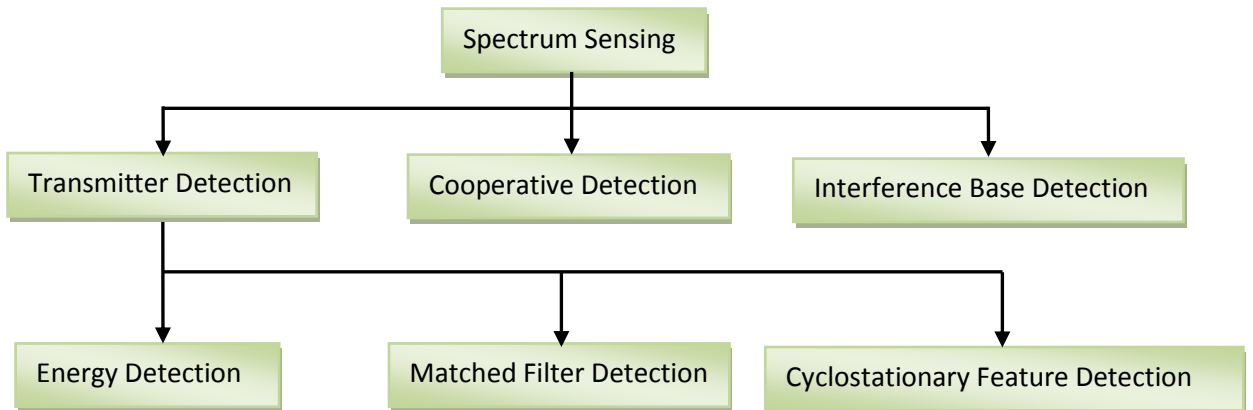 Spectrum Sensing
Transmitter Detection
Cooperative Detection
Interference Base Detection
Energy Detection
Matched Filter Detection
Cyclostationary Feature Detection